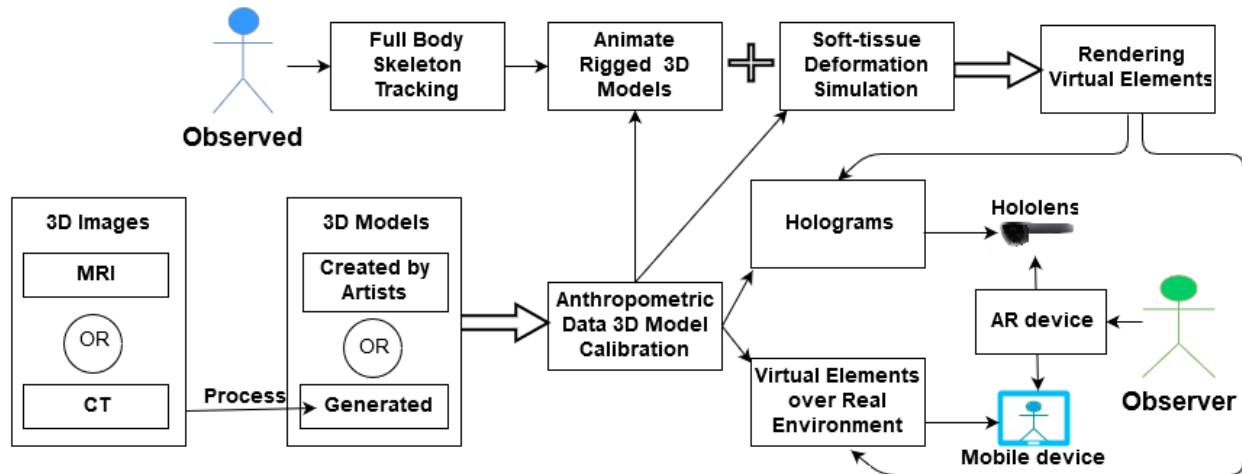 Full Body
Skeleton
Tracking
Animate
Rigged 3D
Models
Soft-tissue
Deformation
Simulation
Rendering
Virtual Elements
Observed
3D Images
MRI
OR
CT
Process
3D Models
Created by
Artists
OR
Generated
Anthropometric
Data 3D Model
Calibration
Holograms
Hololens
AR device
Virtual Elements
over Real
Environment
Mobile device
Observer